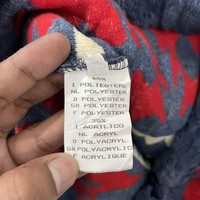 I POLIESTERE
NL POLYESTER
D POLYESTER
GB POLYESTER
F POLYESTER
35%
I ACRILICO
NL ACRYL
D POLYACRYL
GB POLYACRYLIC
F ACRYLIQUE